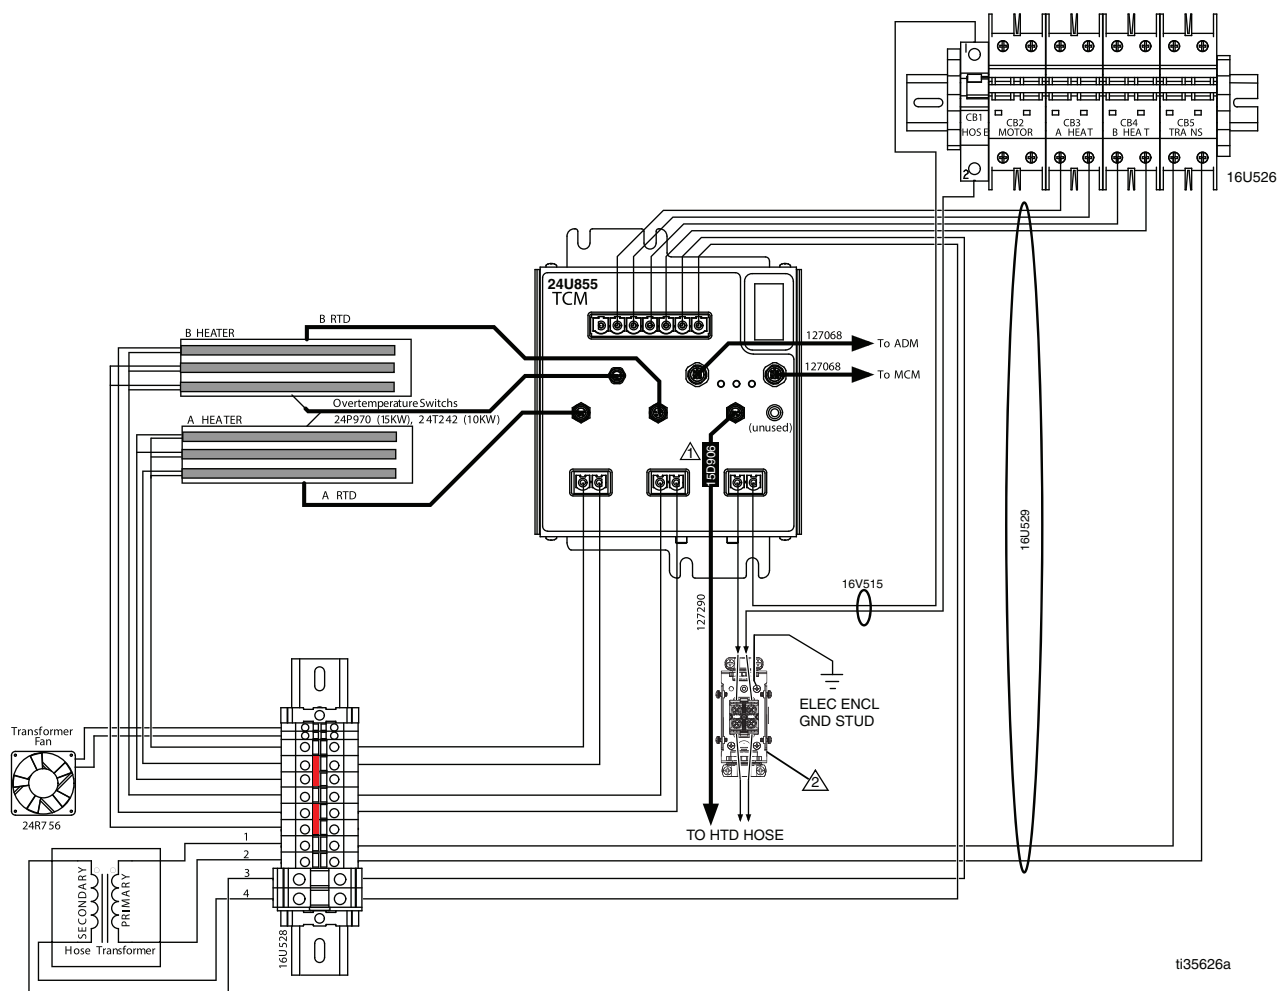 1
CB1
HOSE
2
CB2
MOTOR
CB3
A HEAT
CB4
B HEAT
CB5
TRANS
16U526
24U855
TCM
B RTD
B HEATER
127068
To ADM
127068
To MCM
Overtemperature Switchs
24P970 (15KW), 24T242 (10KW)
A HEATER
(unused)
1
15D906
A RTD
16U529
16V515
127290
ELEC ENCL
GND STUD
Transformer
Fan
24R756
2
TO HTD HOSE
1
2
3
4
SECONDARY
PRIMARY
Hose Transformer
16U528
ti35626a